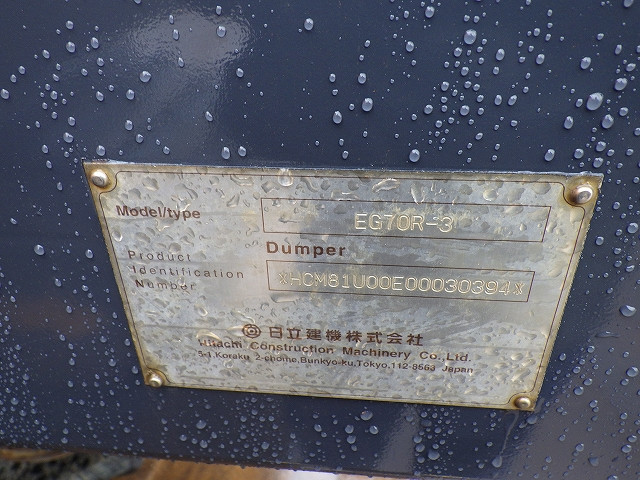 Model/type EG70R-3
Dumper
Product
Identification
Number *HCM81U00E00030394*
日立建機株式会社
Hitachi Construction Machinery Co.,Ltd.
5-1,Koraku 2-chome,Bunkyo-ku,Tokyo,112-8563 Japan